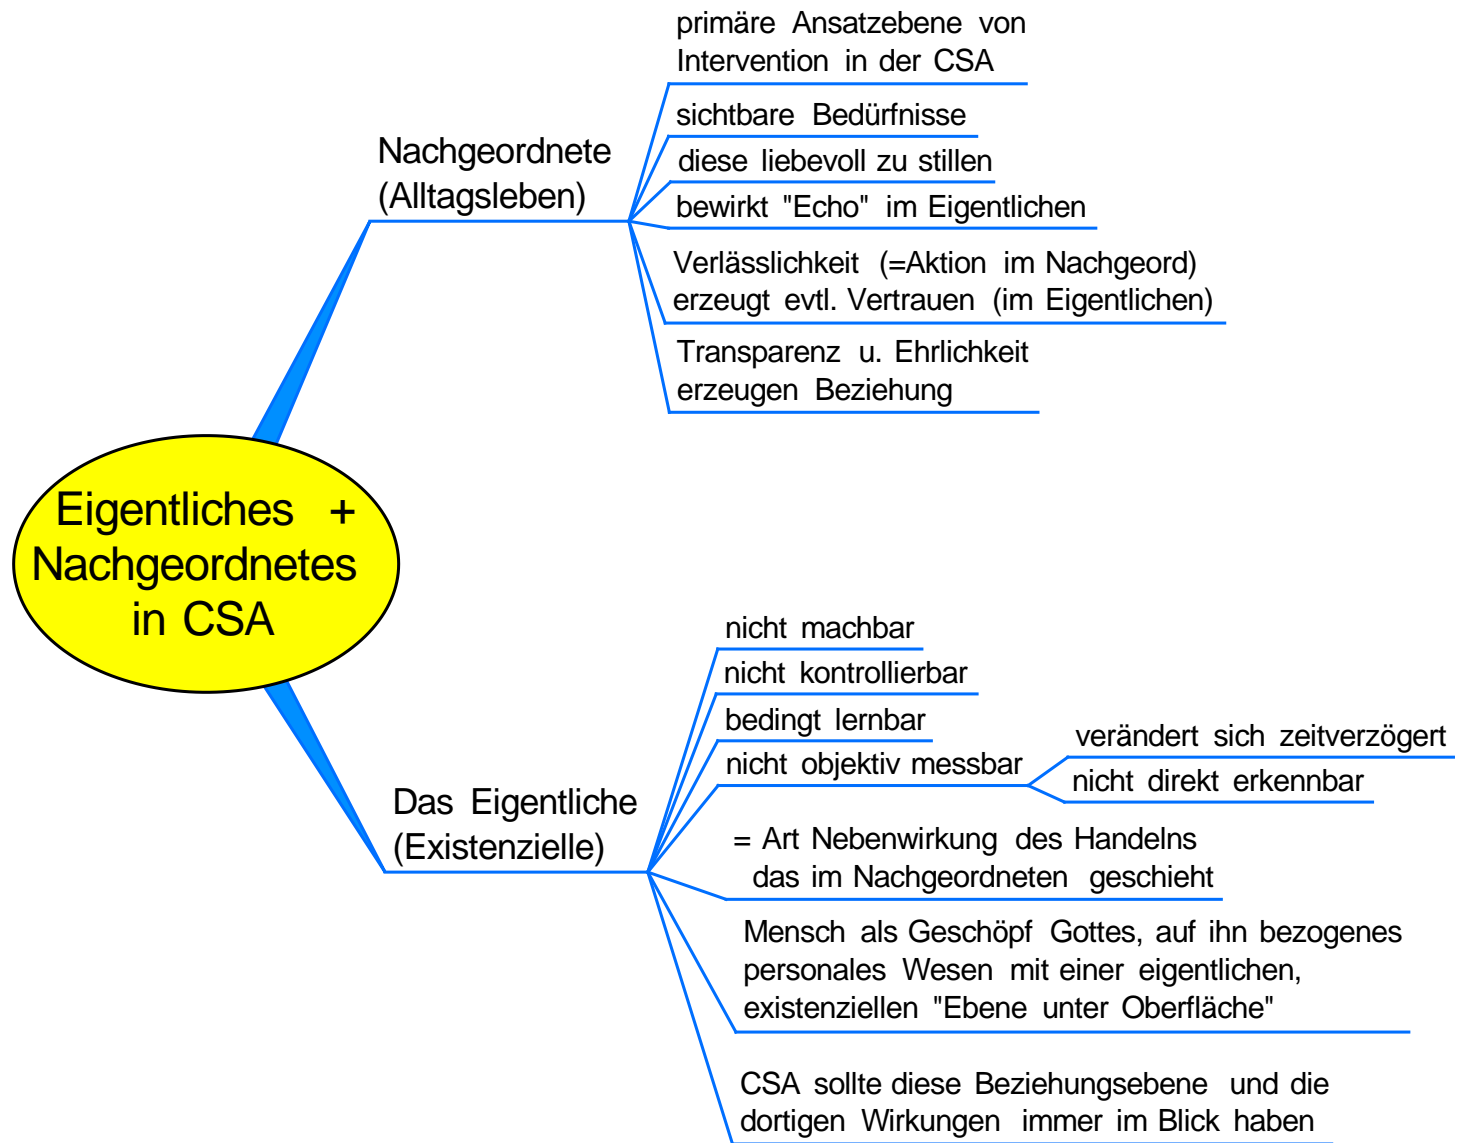 primäre Ansatzebene von
Intervention in der CSA
sichtbare Bedürfnisse
diese liebevoll zu stillen
bewirkt "Echo" im Eigentlichen
Verlässlichkeit (=Aktion im Nachgeord)
erzeugt evtl. Vertrauen (im Eigentlichen)
Transparenz u. Ehrlichkeit
erzeugen Beziehung
Nachgeordnete
(Alltagsleben)
Eigentliches +
Nachgeordnetes
in CSA
Das Eigentliche
(Existenzielle)
nicht machbar
nicht kontrollierbar
bedingt lernbar
nicht objektiv messbar
verändert sich zeitverzögert
nicht direkt erkennbar
= Art Nebenwirkung des Handelns
das im Nachgeordneten geschieht
Mensch als Geschöpf Gottes, auf ihn bezogenes
personales Wesen mit einer eigentlichen,
existenziellen "Ebene unter Oberfläche"
CSA sollte diese Beziehungsebene und die
dortigen Wirkungen immer im Blick haben